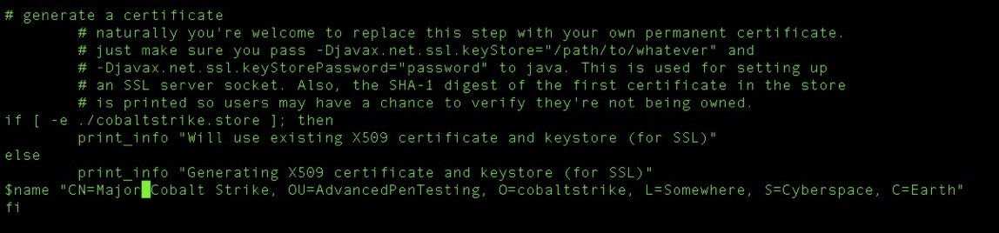 # generate a certificate
# naturally you're welcome to replace this step with your own permanent certificate.
# just make sure you pass -Djavax.net.ssl.keyStore="/path/to/whatever" and
# -Djavax.net.ssl.keyStorePassword="password" to java. This is used for setting up
# an SSL server socket. Also, the SHA-1 digest of the first certificate in the store
# is printed so users may have a chance to verify they're not being owned.
if [ -e ./cobaltstrike.store ]; then
print_info "Will use existing X509 certificate and keystore (for SSL)"
else
print_info "Generating X509 certificate and keystore (for SSL)"
$name "CN=Major Cobalt Strike, OU=AdvancedPenTesting, O=cobaltstrike, L=Somewhere, S=Cyberspace, C=Earth"
fi